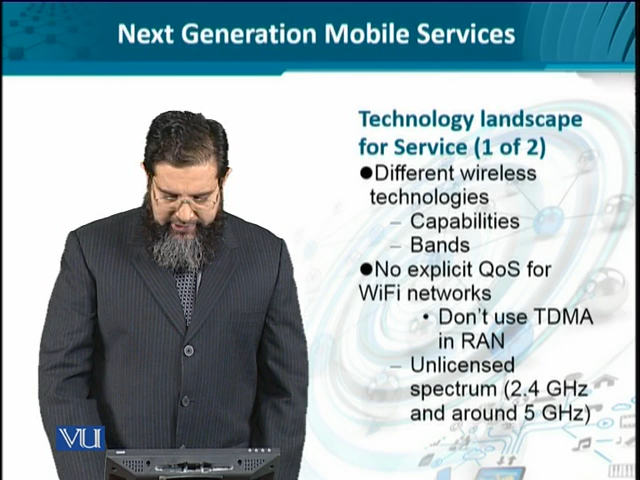 Next Generation Mobile Services
Technology landscape
for Service (1 of 2)
●Different wireless
technologies
– Capabilities
– Bands
●No explicit QoS for
WiFi networks
• Don't use TDMA
in RAN
– Unlicensed
spectrum (2.4 GHz
and around 5 GHz)
VU